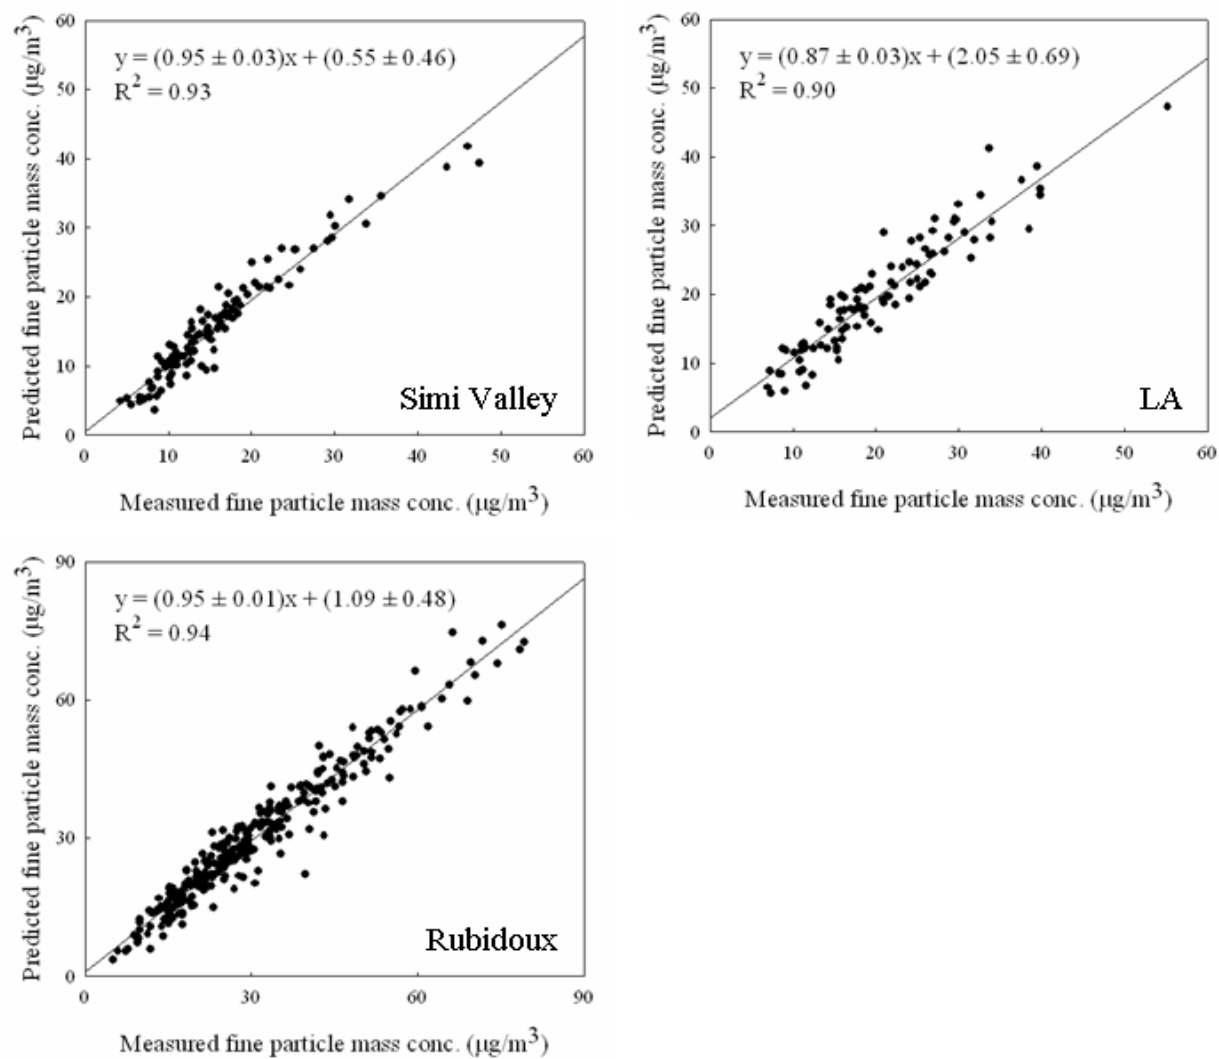 60
50
40
30
20
10
0
Predicted fine particle mass conc. (µg/m³)
y = (0.95 ± 0.03)x + (0.55 ± 0.46)
R² = 0.93
Simi Valley
0 10 20 30 40 50 60
Measured fine particle mass conc. (µg/m³)
60
50
40
30
20
10
0
Predicted fine particle mass conc. (µg/m³)
y = (0.87 ± 0.03)x + (2.05 ± 0.69)
R² = 0.90
LA
0 10 20 30 40 50 60
Measured fine particle mass conc. (µg/m³)
90
60
30
0
Predicted fine particle mass conc. (µg/m³)
y = (0.95 ± 0.01)x + (1.09 ± 0.48)
R² = 0.94
Rubidoux
0 30 60 90
Measured fine particle mass conc. (µg/m³)